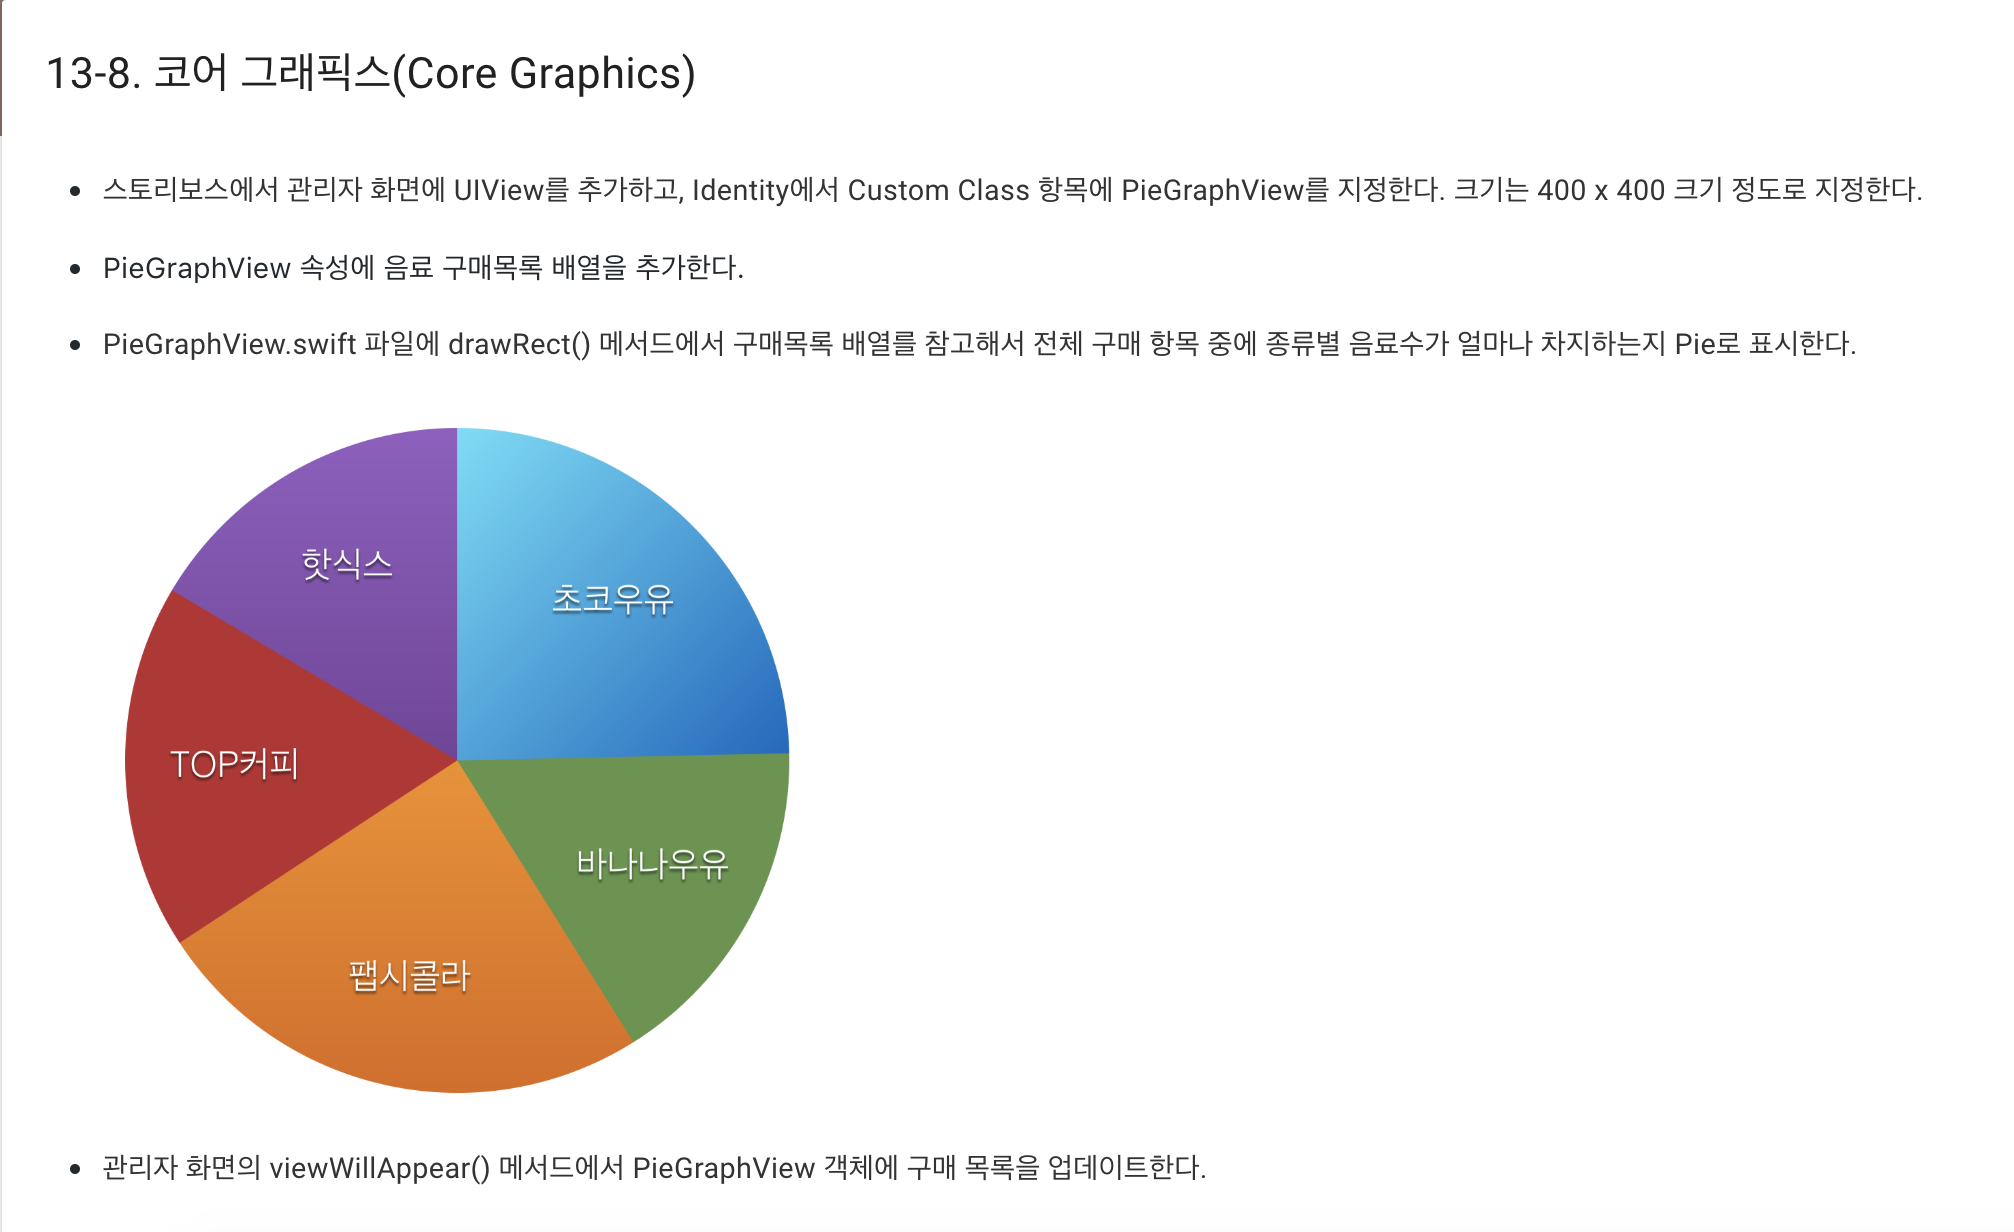 13-8. 코어 그래픽스(Core Graphics)
스토리보스에서 관리자 화면에 UIView를 추가하고, Identity에서 Custom Class 항목에 PieGraphView를 지정한다. 크기는 400 x 400 크기 정도로 지정한다.
PieGraphView 속성에 음료 구매목록 배열을 추가한다.
PieGraphView.swift 파일에 drawRect() 메서드에서 구매목록 배열를 참고해서 전체 구매 항목 중에 종류별 음료수가 얼마나 차지하는지 Pie로 표시한다.
핫식스
초코우유
TOP커피
바나나우유
팹시콜라
관리자 화면의 viewWillAppear() 메서드에서 PieGraphView 객체에 구매 목록을 업데이트한다.